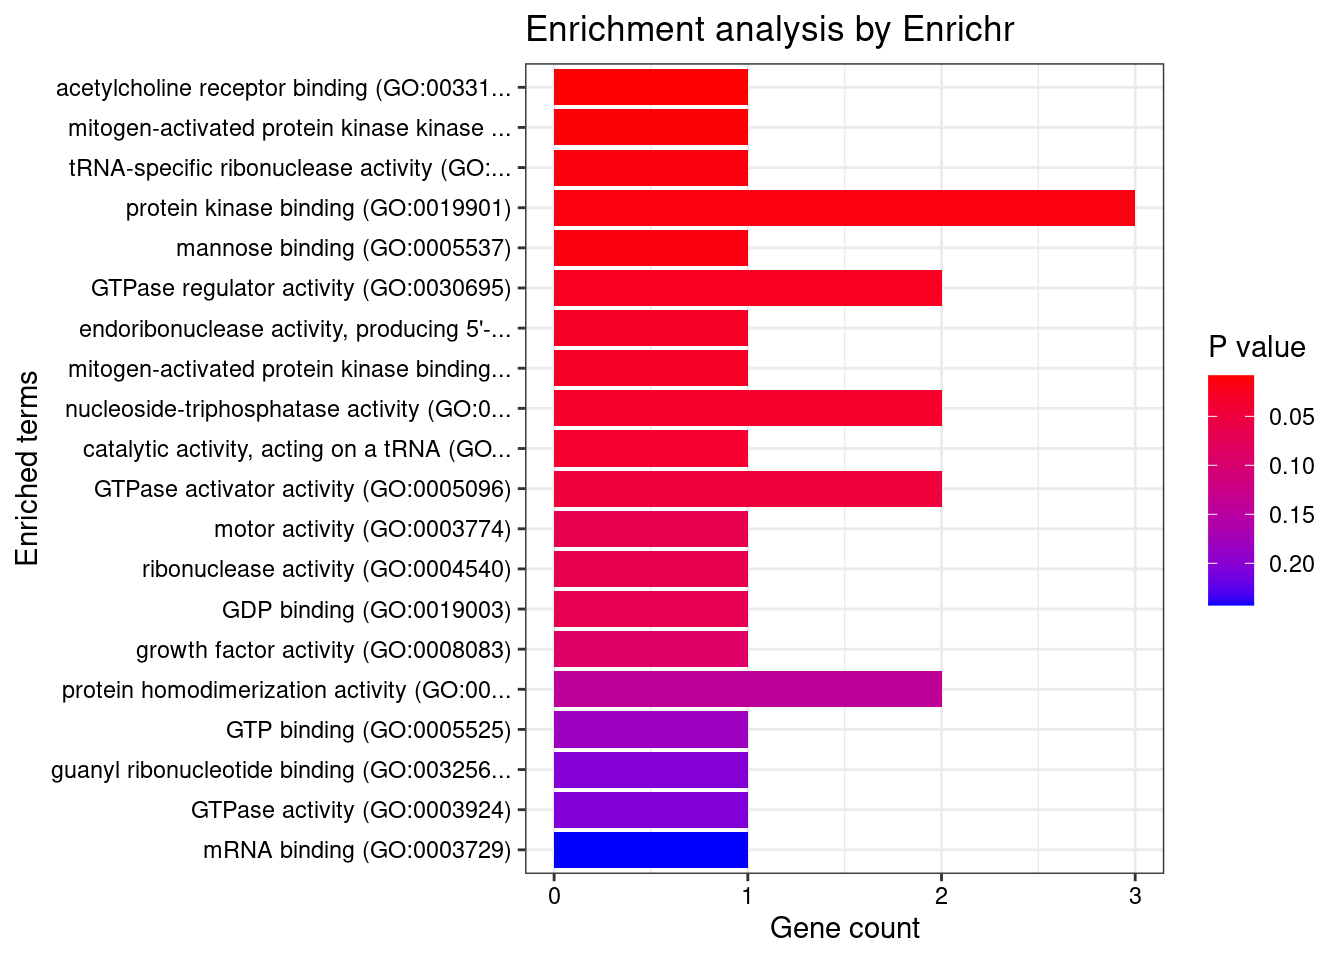 Enrichment analysis by Enrichr
acetylcholine receptor binding (GO:00331...
mitogen-activated protein kinase kinase ...
tRNA-specific ribonuclease activity (GO:...
protein kinase binding (GO:0019901)
mannose binding (GO:0005537)
GTPase regulator activity (GO:0030695)
endoribonuclease activity, producing 5'-...
mitogen-activated protein kinase binding...
nucleoside-triphosphatase activity (GO:0...
catalytic activity, acting on a tRNA (GO...
GTPase activator activity (GO:0005096)
motor activity (GO:0003774)
ribonuclease activity (GO:0004540)
GDP binding (GO:0019003)
growth factor activity (GO:0008083)
protein homodimerization activity (GO:00...
GTP binding (GO:0005525)
guanyl ribonucleotide binding (GO:003256...
GTPase activity (GO:0003924)
mRNA binding (GO:0003729)
Enriched terms
0 1 2 3
Gene count
P value
0.05
0.10
0.15
0.20